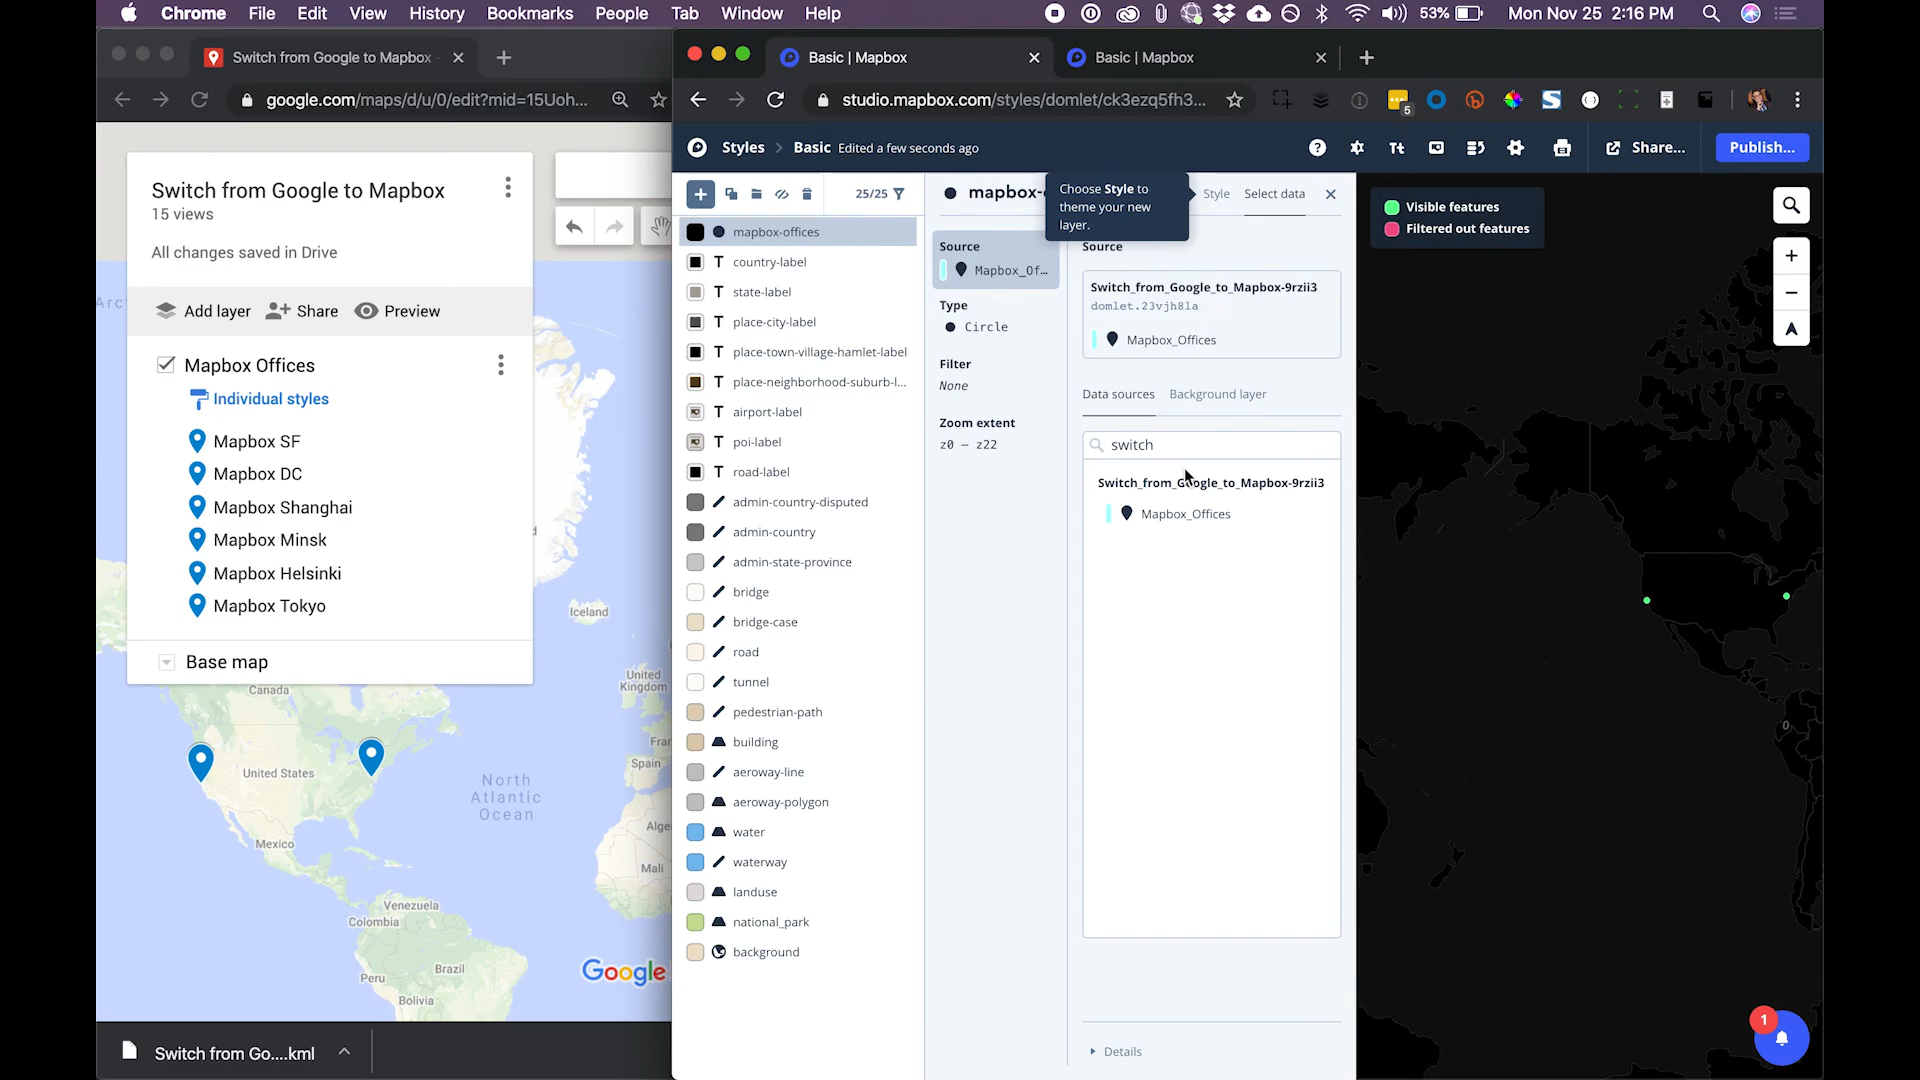 Chrome File Edit View History Bookmarks People Tab Window Help
53% Mon Nov 25 2:16 PM
Switch from Google to Mapbox -
google.com/maps/d/u/0/edit?mid=15Uoh...
Switch from Google to Mapbox
15 views
All changes saved in Drive
Add layer Share Preview
Mapbox Offices
Individual styles
Mapbox SF
Mapbox DC
Mapbox Shanghai
Mapbox Minsk
Mapbox Helsinki
Mapbox Tokyo
Base map
Iceland
Canada
United
Kingdom
United States
North
Atlantic
Ocean
Spain
Mexico
Mali
Venezuela
Colombia
Brazil
Peru
Bolivia
Google
Switch from Go....kml
Basic | Mapbox
Basic | Mapbox
studio.mapbox.com/styles/domlet/ck3ezq5fh3...
5
Styles > Basic Edited a few seconds ago
Tt
Share...
Publish...
25/25
mapbox-offices
T country-label
T state-label
T place-city-label
T place-town-village-hamlet-label
T place-neighborhood-suburb-l...
T airport-label
T poi-label
T road-label
admin-country-disputed
admin-country
admin-state-province
bridge
bridge-case
road
tunnel
pedestrian-path
building
aeroway-line
aeroway-polygon
water
waterway
landuse
national_park
background
Choose Style to
theme your new
layer.
Style Select data
Source
Mapbox_Of...
Type
Circle
Filter
None
Zoom extent
z0 — z22
Source
Switch_from_Google_to_Mapbox-9rzii3
domlet.23vjh8la
Mapbox_Offices
Data sources Background layer
switch
Switch_from_Google_to_Mapbox-9rzii3
Mapbox_Offices
Details
Visible features
Filtered out features
1